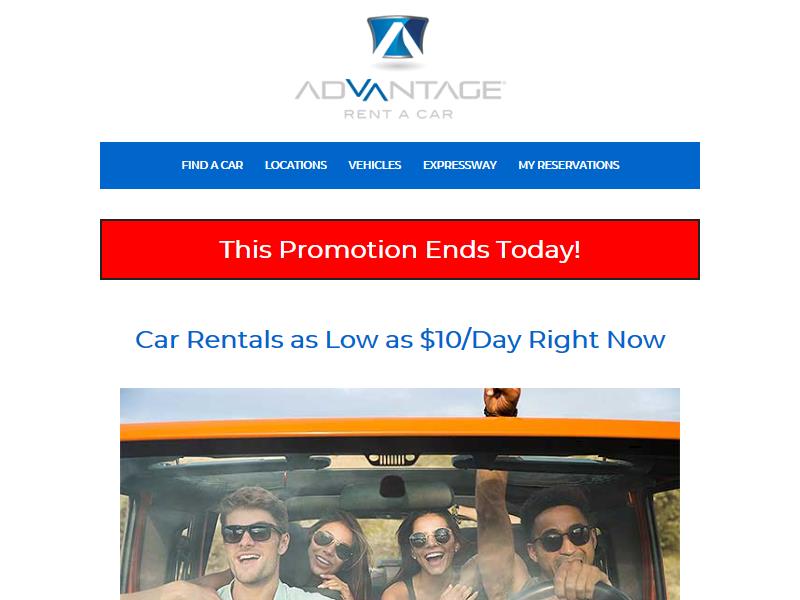 ADVANTAGE
RENT A CAR
FIND A CAR LOCATIONS VEHICLES EXPRESSWAY MY RESERVATIONS
This Promotion Ends Today!
Car Rentals as Low as $10/Day Right Now